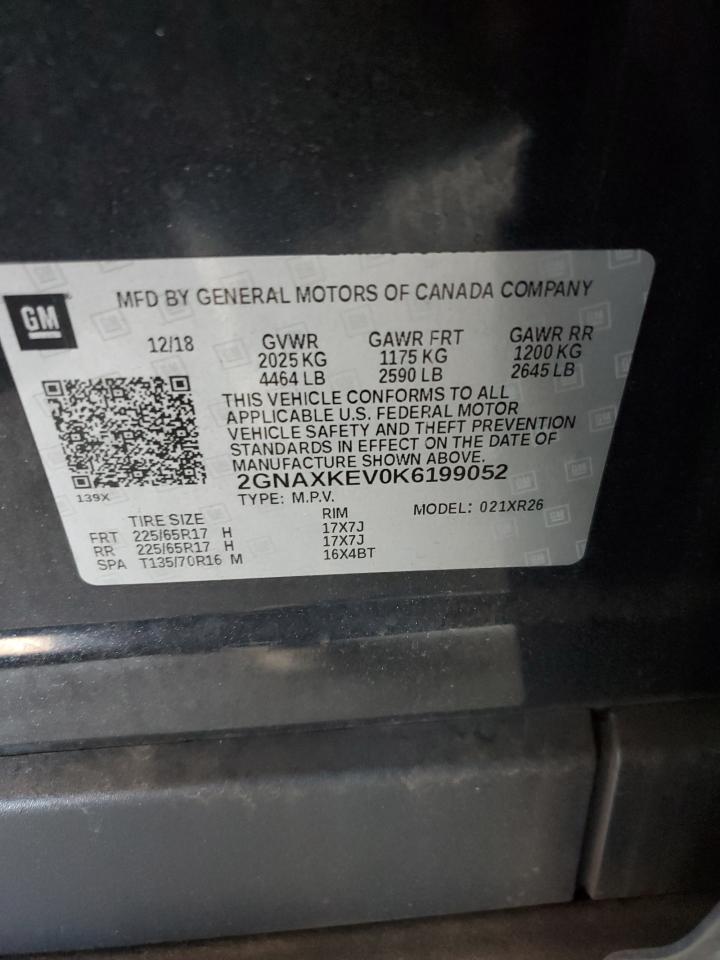 GM
MFD BY GENERAL MOTORS OF CANADA COMPANY
12/18 GVWR GAWR FRT GAWR RR
2025 KG 1175 KG 1200 KG
4464 LB 2590 LB 2645 LB
THIS VEHICLE CONFORMS TO ALL
APPLICABLE U.S. FEDERAL MOTOR
VEHICLE SAFETY AND THEFT PREVENTION
STANDARDS IN EFFECT ON THE DATE OF
MANUFACTURE SHOWN ABOVE.
139X
2GNAXKEV0K6199052
TYPE: M.P.V. MODEL: 021XR26
TIRE SIZE RIM
FRT 225/65R17 H 17X7J
RR 225/65R17 H 17X7J
SPA T135/70R16 M 16X4BT